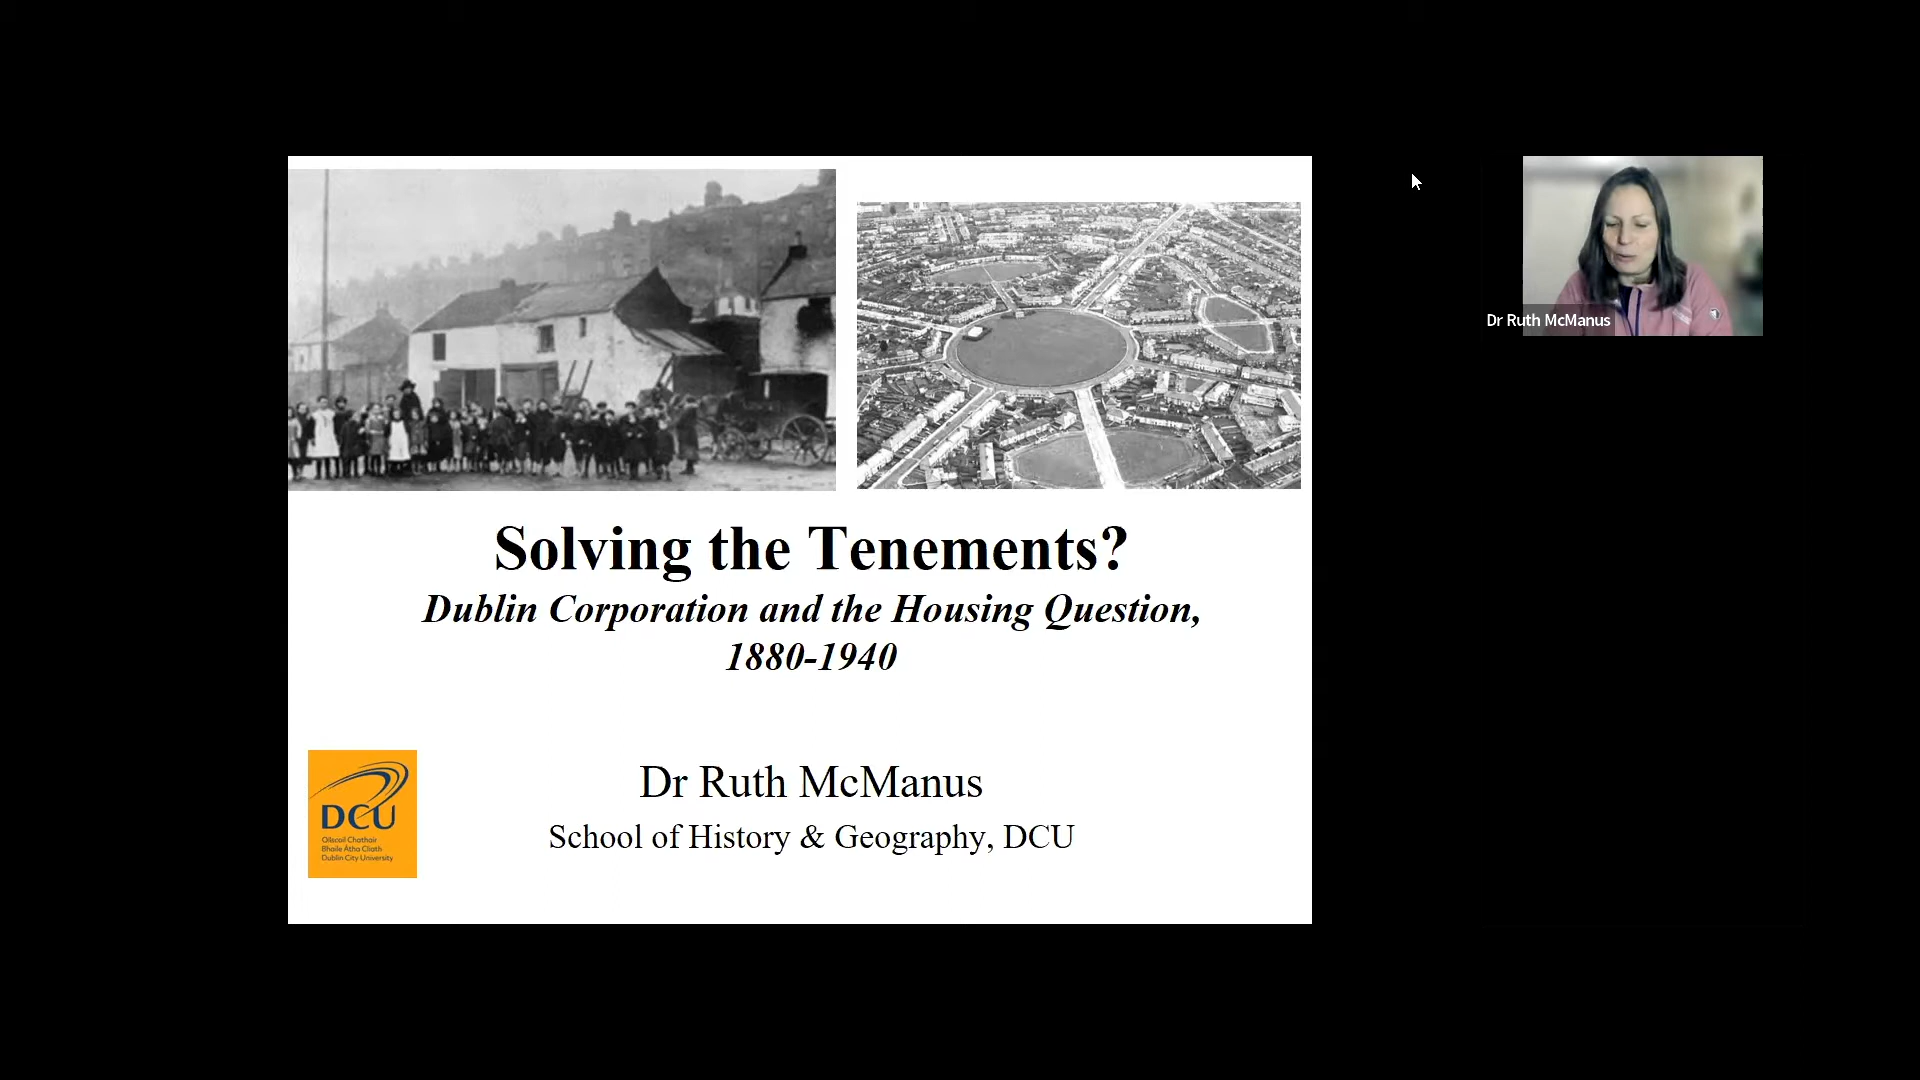 Dr Ruth McManus
Solving the Tenements?
Dublin Corporation and the Housing Question,
1880-1940
Dr Ruth McManus
School of History & Geography, DCU
DCU
Ollscoil Chathair
Bhaile Átha Cliath
Dublin City University